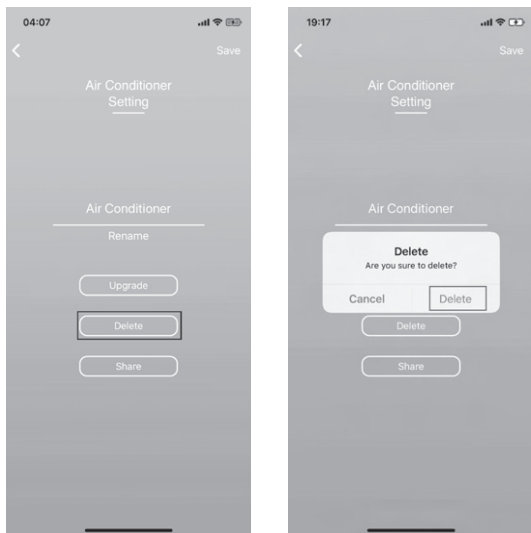 04:07
Save
Air Conditioner
Setting
Air Conditioner
Rename
Upgrade
Delete
Share
19:17
Save
Air Conditioner
Setting
Air Conditioner
Delete
Are you sure to delete?
Cancel Delete
Delete
Share